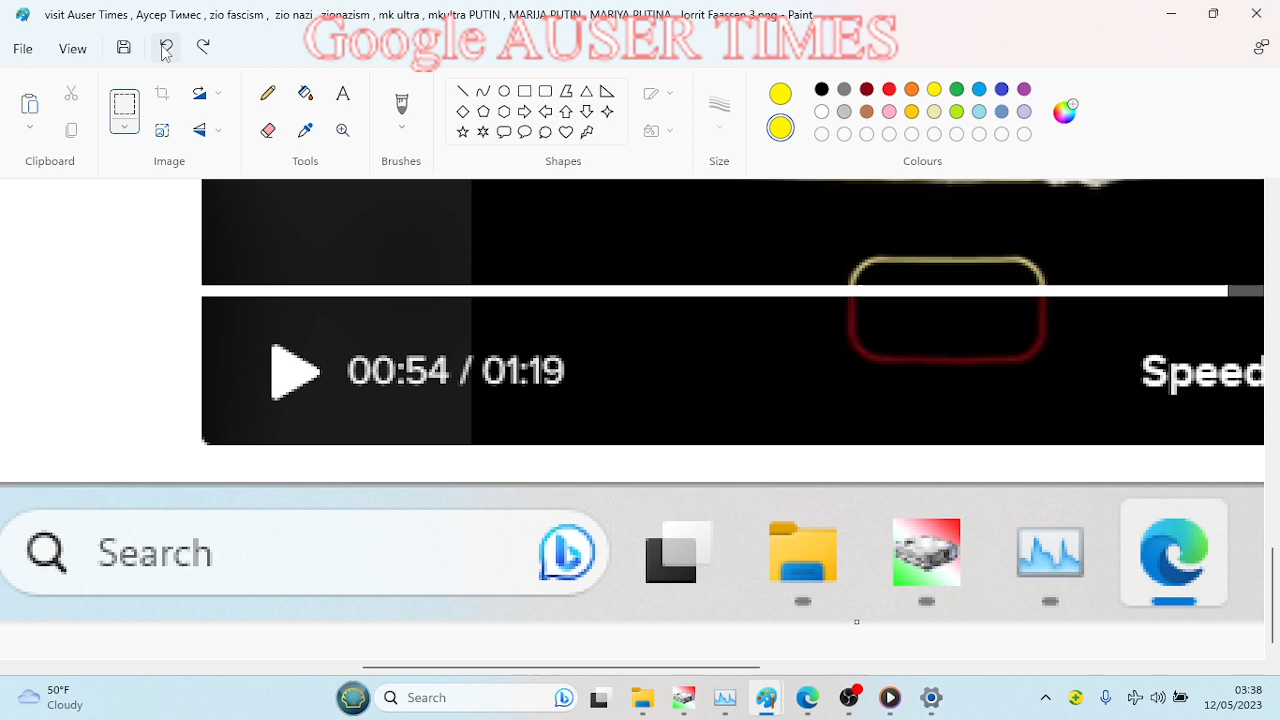 vixit Auser Times , Аусер Тимес , zio fascism , zio nazi , zionazism , mk ultra , mkultra PUTIN , MARIJA PUTIN , MARIYA PUTINA , Jorrit Faassen 3.png - Paint
Google AUSER TIMES
File View
Clipboard Image Tools Brushes Shapes Size Colours
00:54 / 01:19 Speed
Search
50°F
Cloudy
Search
03:38
12/05/2023